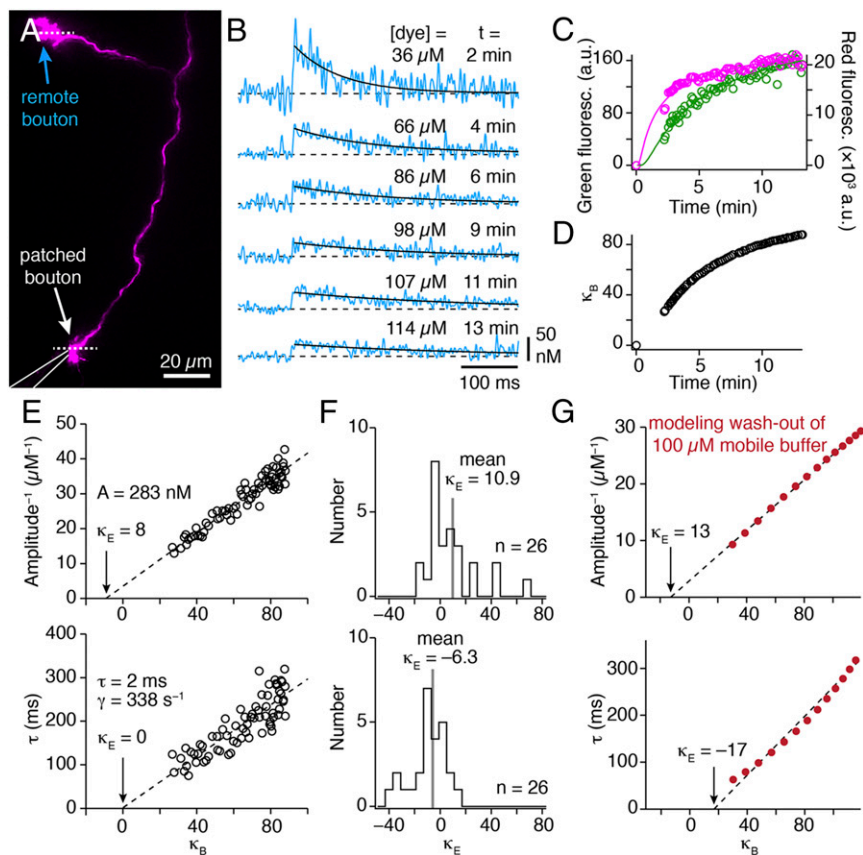 A
remote
bouton
patched
bouton
20 µm
B
[dye] = t =
36 µM 2 min
66 µM 4 min
86 µM 6 min
98 µM 9 min
107 µM 11 min
114 µM 13 min
50
nM
100 ms
C
Green fluoresc. (a.u.)
160
80
0
Red fluoresc. (×10³ a.u.)
20
10
0
0 5 10
Time (min)
D
κB
80
40
0
0 5 10
Time (min)
E
Amplitude⁻¹ (µM⁻¹)
50
40
30
20
10
0
A = 283 nM
κE = 8
0 40 80
τ (ms)
400
300
200
100
0
τ = 2 ms
γ = 338 s⁻¹
κE = 0
0 40 80
κB
F
Number
10
5
0
mean
κE = 10.9
n = 26
−40 0 40 80
Number
10
5
0
mean
κE = −6.3
n = 26
−40 0 40 80
κE
G
modeling wash-out of
100 µM mobile buffer
Amplitude⁻¹ (µM⁻¹)
30
20
10
0
κE = 13
0 40 80
τ (ms)
300
200
100
0
κE = −17
0 40 80
κB